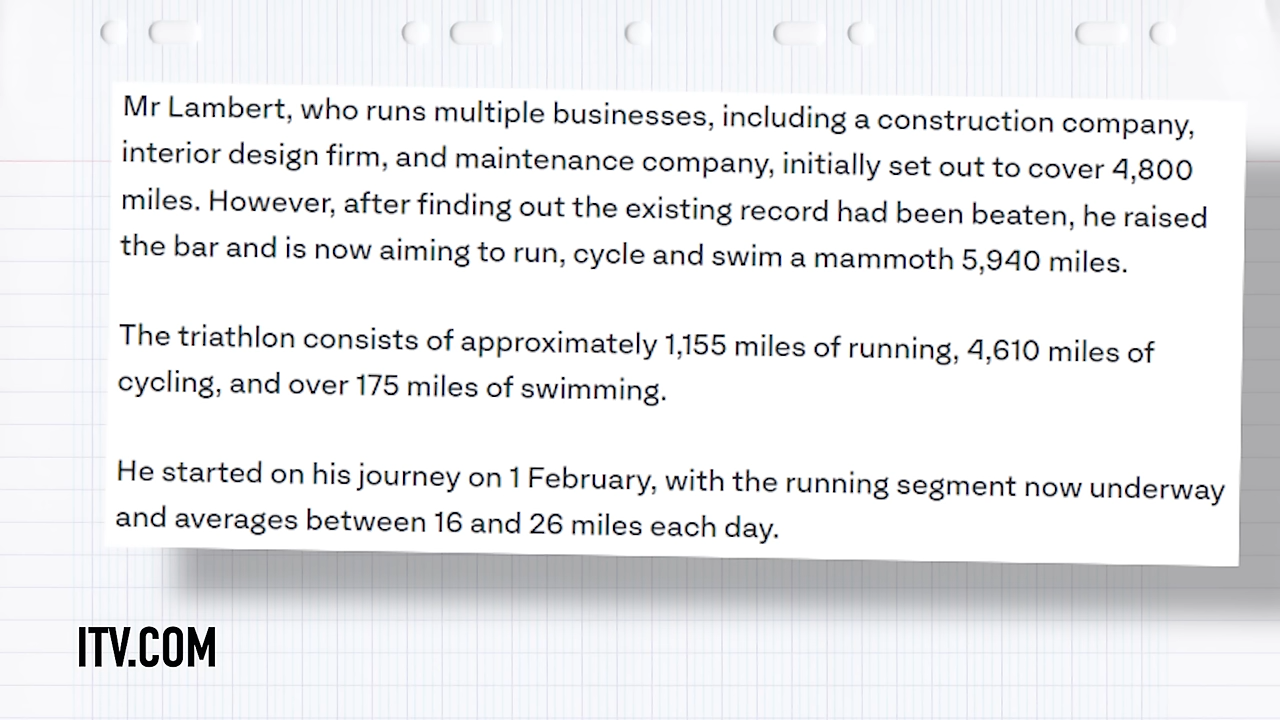 Mr Lambert, who runs multiple businesses, including a construction company,
interior design firm, and maintenance company, initially set out to cover 4,800
miles. However, after finding out the existing record had been beaten, he raised
the bar and is now aiming to run, cycle and swim a mammoth 5,940 miles.
The triathlon consists of approximately 1,155 miles of running, 4,610 miles of
cycling, and over 175 miles of swimming.
He started on his journey on 1 February, with the running segment now underway
and averages between 16 and 26 miles each day.
ITV.COM